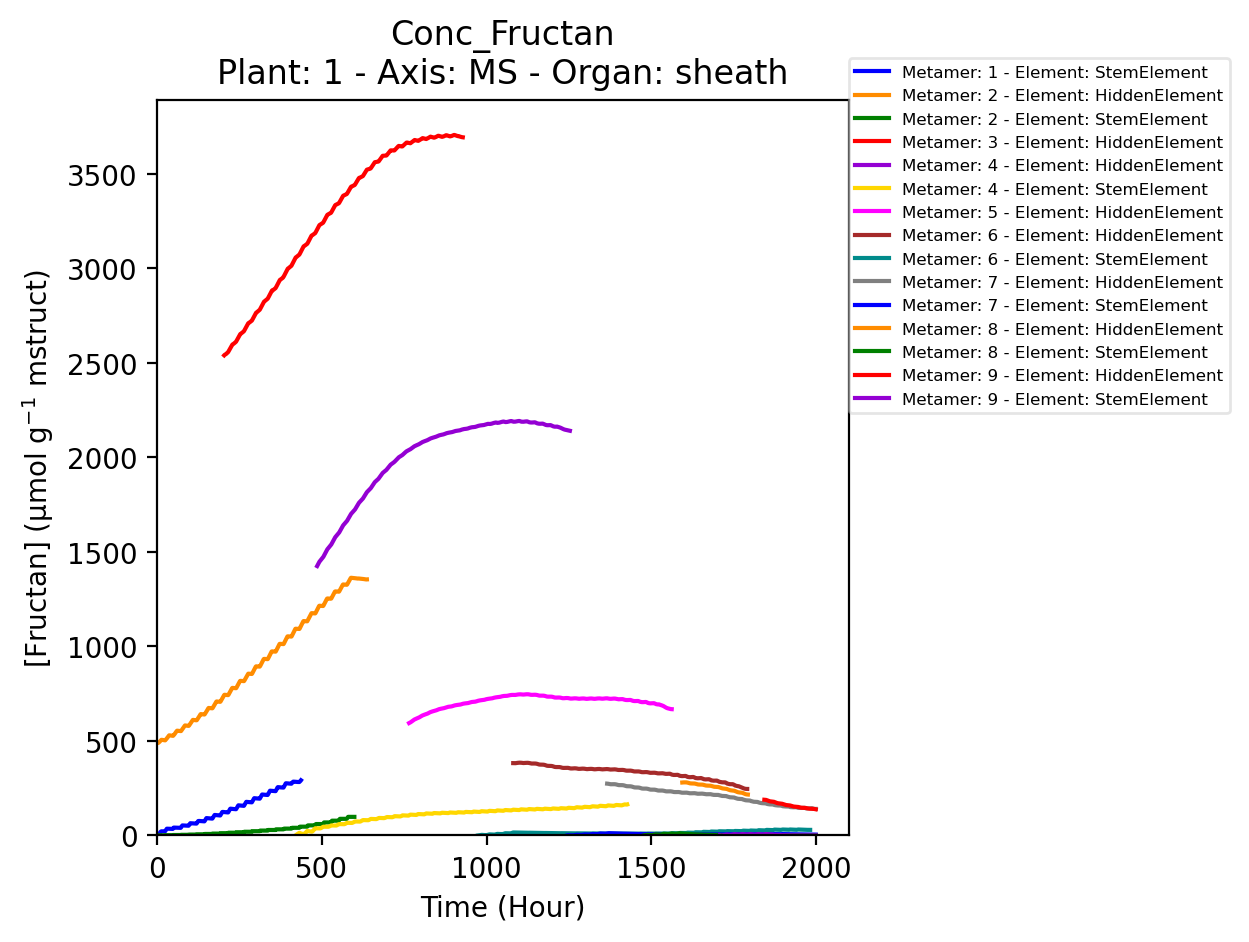 Conc_Fructan
Plant: 1 - Axis: MS - Organ: sheath
[Fructan] (µmol g⁻¹ mstruct)
3500
3000
2500
2000
1500
1000
500
0
0 500 1000 1500 2000
Time (Hour)
Metamer: 1 - Element: StemElement
Metamer: 2 - Element: HiddenElement
Metamer: 2 - Element: StemElement
Metamer: 3 - Element: HiddenElement
Metamer: 4 - Element: HiddenElement
Metamer: 4 - Element: StemElement
Metamer: 5 - Element: HiddenElement
Metamer: 6 - Element: HiddenElement
Metamer: 6 - Element: StemElement
Metamer: 7 - Element: HiddenElement
Metamer: 7 - Element: StemElement
Metamer: 8 - Element: HiddenElement
Metamer: 8 - Element: StemElement
Metamer: 9 - Element: HiddenElement
Metamer: 9 - Element: StemElement